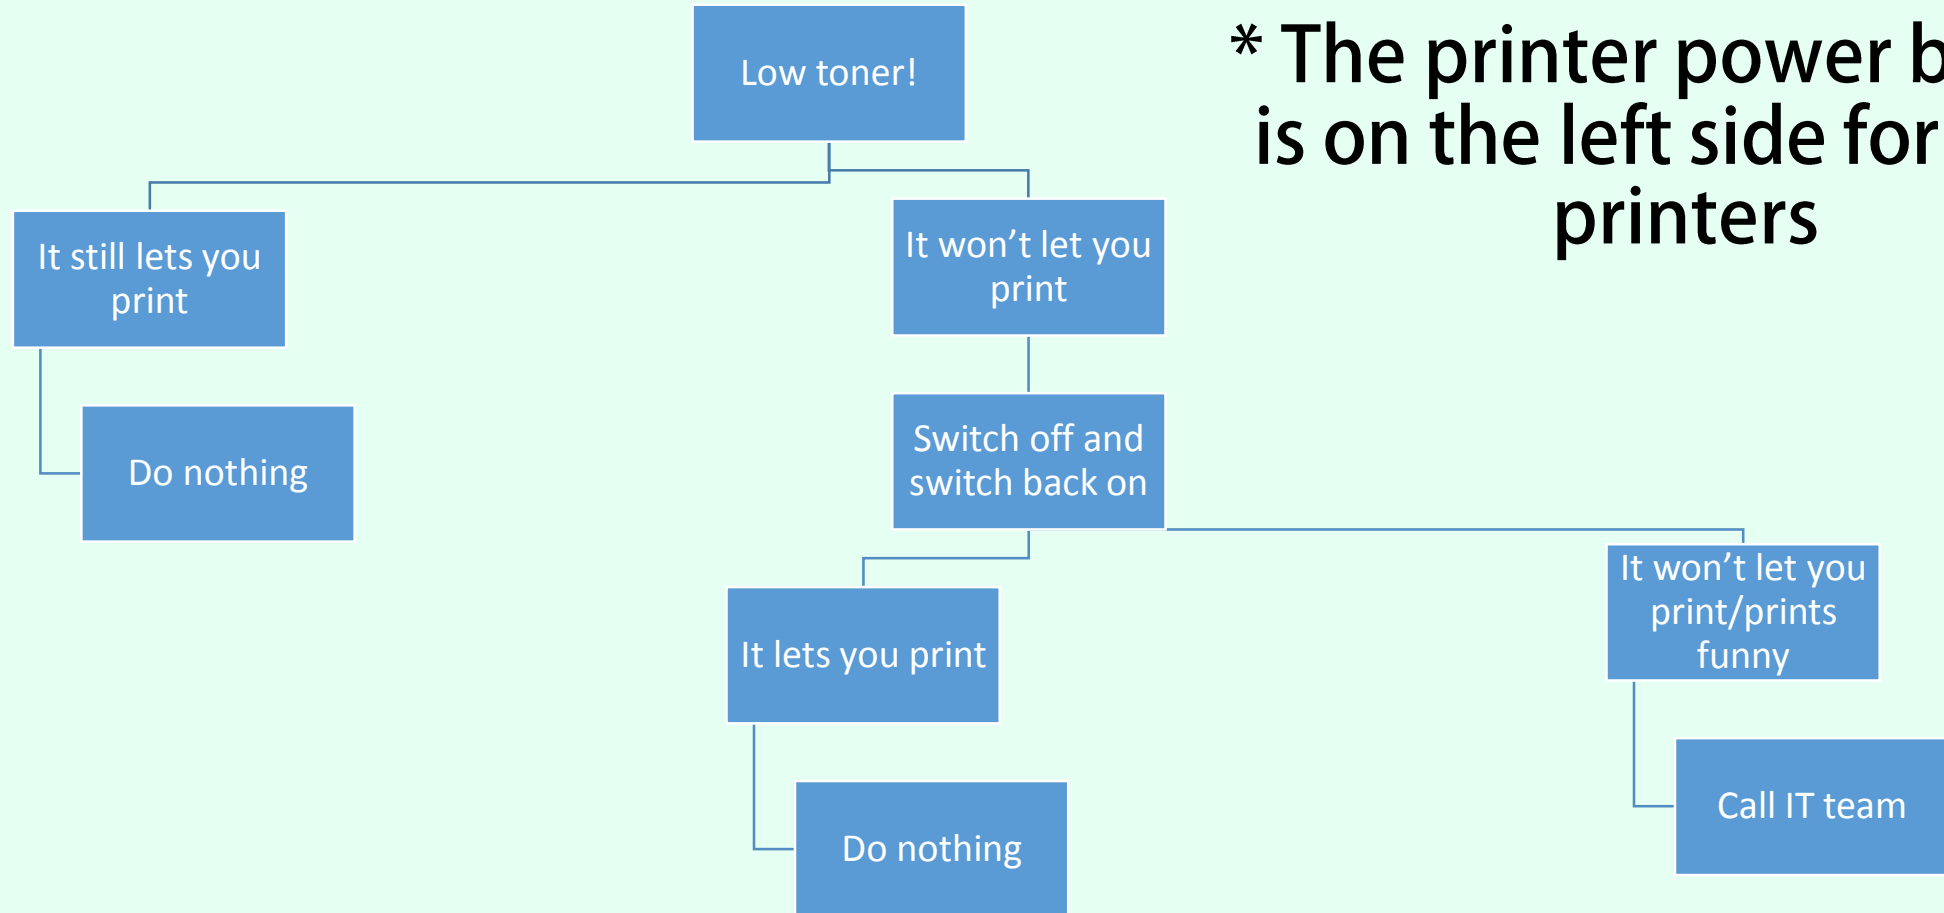 Low toner!
* The printer power
is on the left side for
printers
It still lets you
print
It won’t let you
print
Do nothing
Switch off and
switch back on
It lets you print
It won’t let you
print/prints
funny
Do nothing
Call IT team